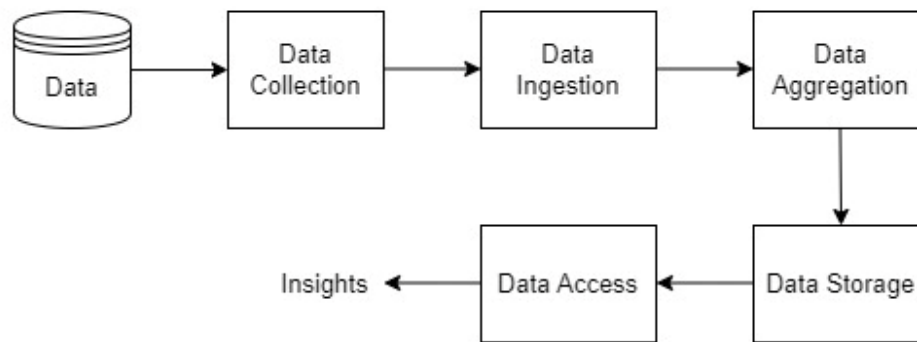 Data
Data
Collection
Data
Ingestion
Data
Aggregation
Data Storage
Data Access
Insights